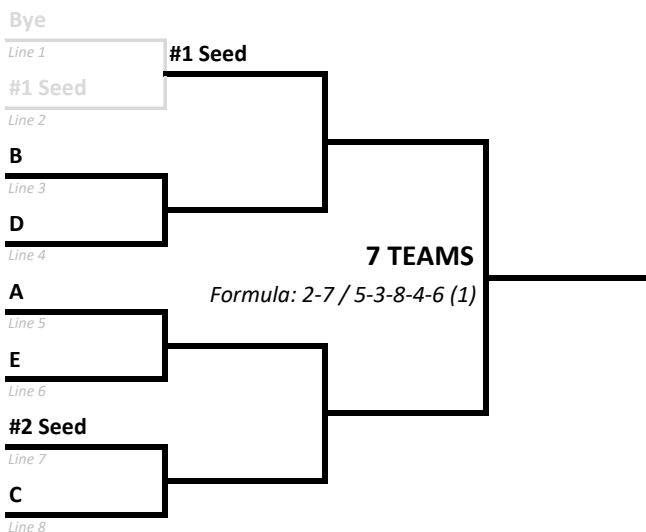 Bye
Line 1
#1 Seed
#1 Seed
Line 2
B
Line 3
D
Line 4
7 TEAMS
A
Formula: 2-7 / 5-3-8-4-6 (1)
Line 5
E
Line 6
#2 Seed
Line 7
C
Line 8